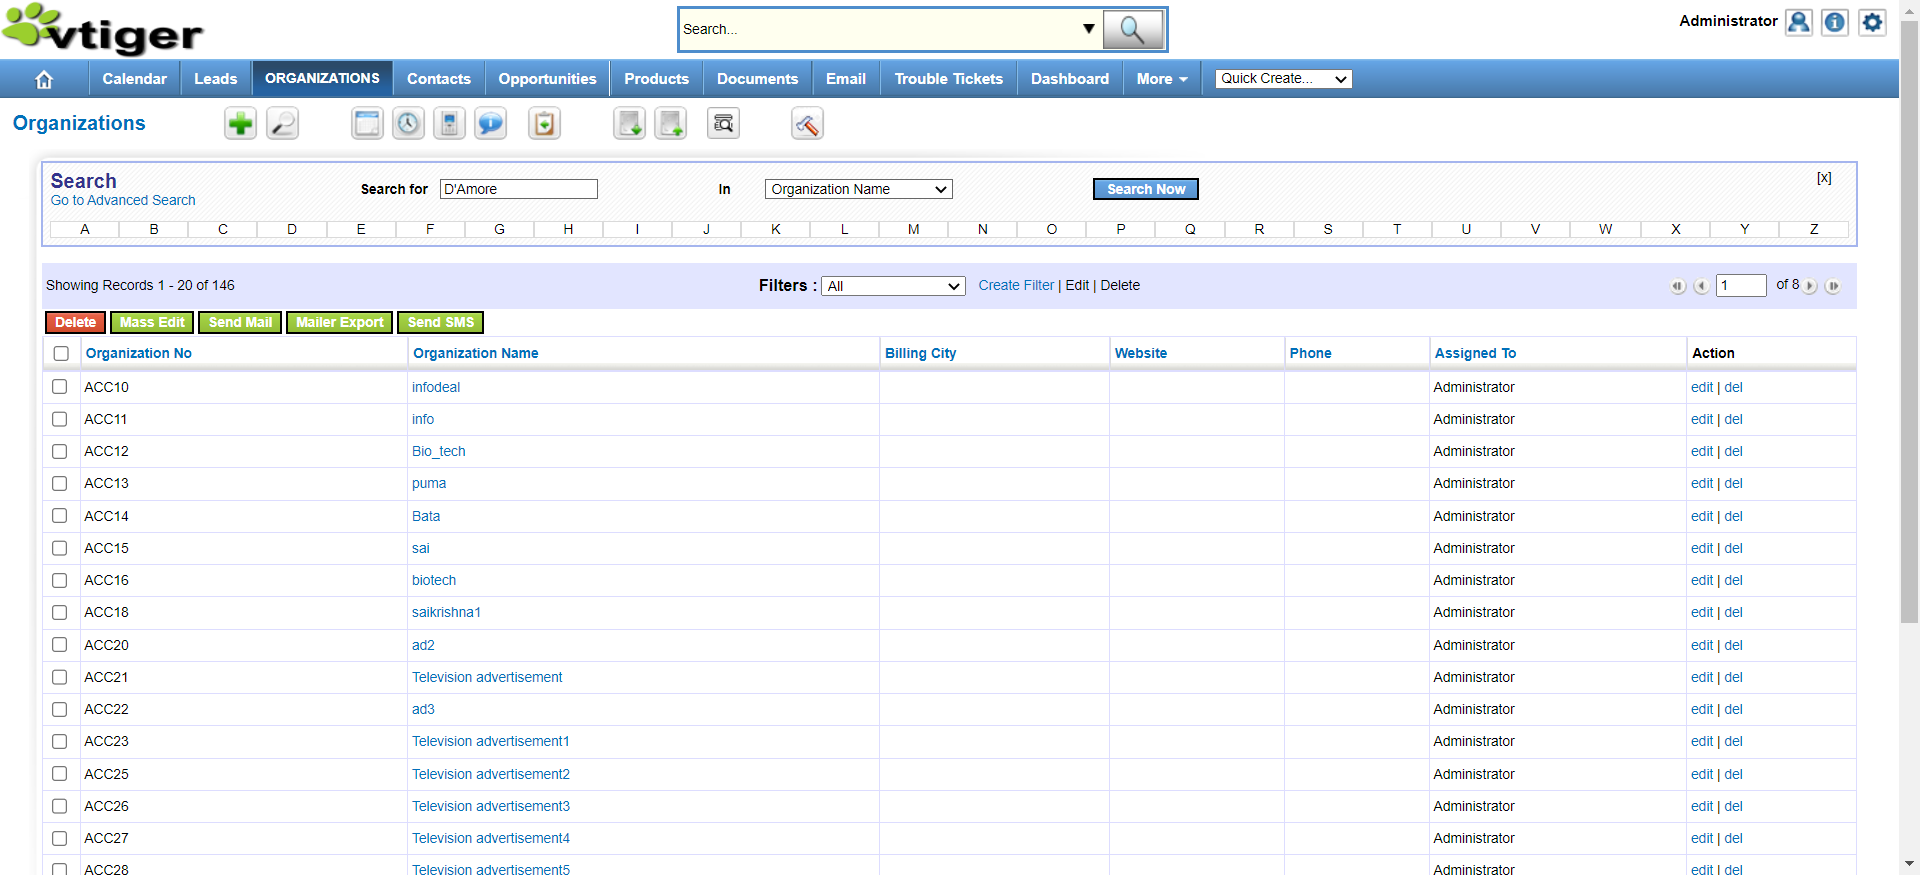 vtiger
Search...
Administrator
Calendar Leads ORGANIZATIONS Contacts Opportunities Products Documents Email Trouble Tickets Dashboard More Quick Create...
Organizations
Search
Go to Advanced Search
Search for D'Amore In Organization Name Search Now [x]
A B C D E F G H I J K L M N O P Q R S T U V W X Y Z
Showing Records 1 - 20 of 146 Filters : All Create Filter | Edit | Delete 1 of 8
Delete Mass Edit Send Mail Mailer Export Send SMS
Organization No Organization Name Billing City Website Phone Assigned To Action
ACC10 infodeal Administrator edit | del
ACC11 info Administrator edit | del
ACC12 Bio_tech Administrator edit | del
ACC13 puma Administrator edit | del
ACC14 Bata Administrator edit | del
ACC15 sai Administrator edit | del
ACC16 biotech Administrator edit | del
ACC18 saikrishna1 Administrator edit | del
ACC20 ad2 Administrator edit | del
ACC21 Television advertisement Administrator edit | del
ACC22 ad3 Administrator edit | del
ACC23 Television advertisement1 Administrator edit | del
ACC25 Television advertisement2 Administrator edit | del
ACC26 Television advertisement3 Administrator edit | del
ACC27 Television advertisement4 Administrator edit | del
ACC28 Television advertisement5 Administrator edit | del